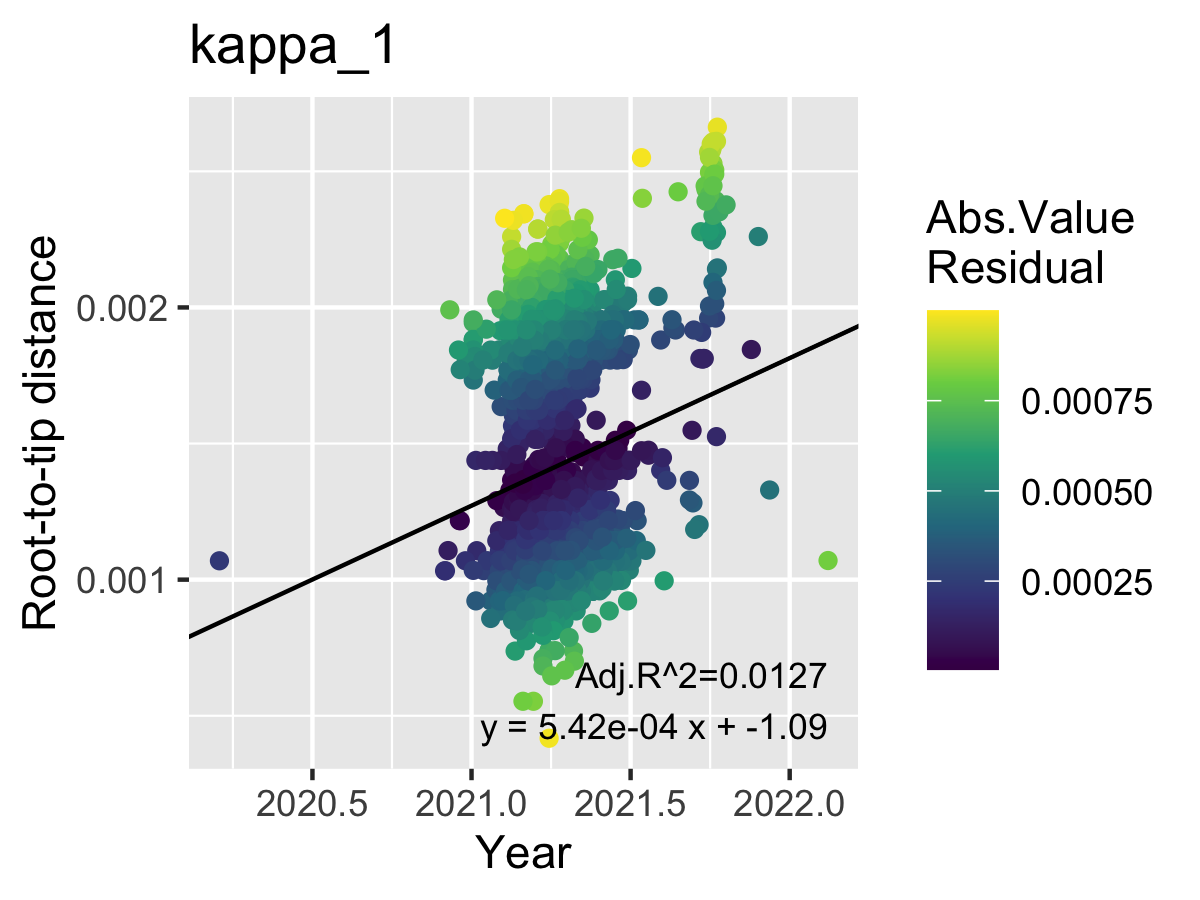 kappa_1
Root-to-tip distance
0.002
0.001
Adj.R^2=0.0127
y = 5.42e-04 x + -1.09
2020.5 2021.0 2021.5 2022.0
Year
Abs.Value
Residual
0.00075
0.00050
0.00025